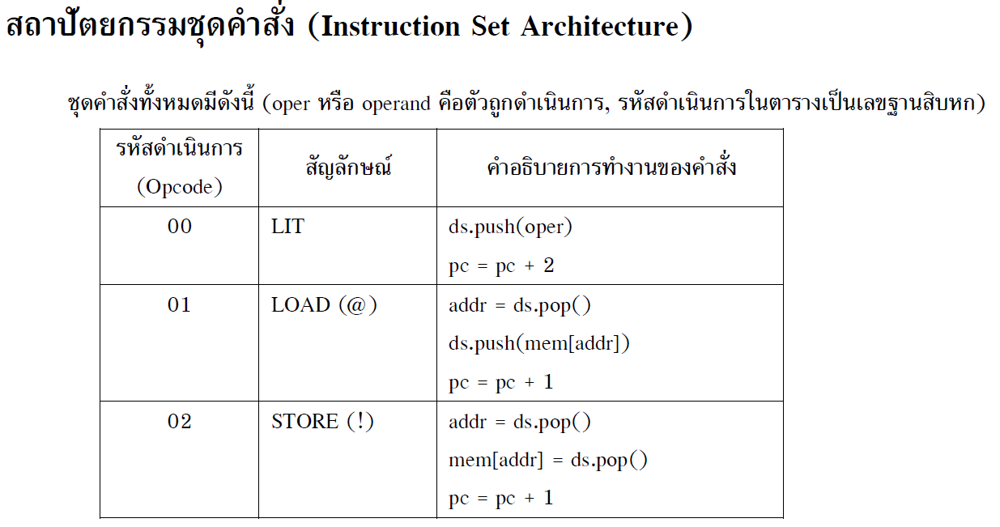 สถาปัตยกรรมชุดคำสั่ง (Instruction Set Architecture)
ชุดคำสั่งทั้งหมดมีดังนี้ (oper หรือ operand คือตัวถูกดำเนินการ, รหัสดำเนินการในตารางเป็นเลขฐานสิบหก)
รหัสดำเนินการ
(Opcode)
สัญลักษณ์
คำอธิบายการทำงานของคำสั่ง
00
LIT
ds.push(oper)
pc = pc + 2
01
LOAD (@)
addr = ds.pop()
ds.push(mem[addr])
pc = pc + 1
02
STORE (!)
addr = ds.pop()
mem[addr] = ds.pop()
pc = pc + 1